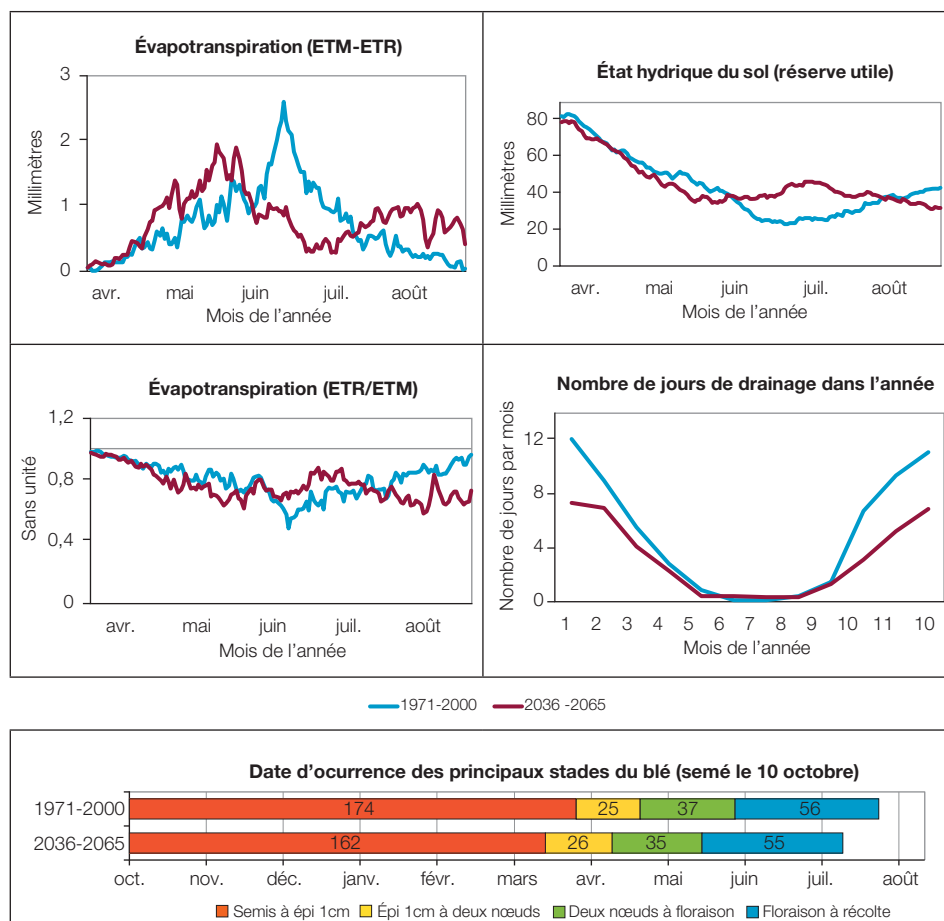 Évapotranspiration (ETM-ETR)
Millimètres
3
2
1
0
avr. mai juin juil. août
Mois de l'année
État hydrique du sol (réserve utile)
Millimètres
80
60
40
20
0
avr. mai juin juil. août
Mois de l'année
Évapotranspiration (ETR/ETM)
Sans unité
1,2
1
0,8
0,4
0
avr. mai juin juil. août
Mois de l'année
Nombre de jours de drainage dans l'année
Nombre de jours par mois
12
8
4
0
1 2 3 4 5 6 7 8 9 10 11 10
Mois de l'année
1971-2000 2036 -2065
Date d'ocurrence des principaux stades du blé (semé le 10 octobre)
1971-2000 174 25 37 56
2036-2065 162 26 35 55
oct. nov. déc. janv. févr. mars avr. mai juin juil. août
Semis à épi 1cm Épi 1cm à deux nœuds Deux nœuds à floraison Floraison à récolte